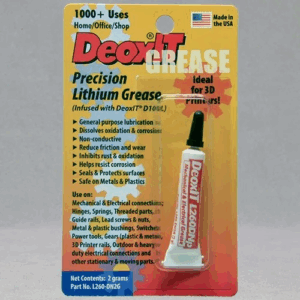 1000+ Uses
Home/Office/Shop
Made in
the USA
DeoxIT®
GREASE
Precision
Lithium Grease
(Infused with DeoxIT® D100L)
Ideal
for 3D
Printers!
► General purpose lubrication
► Dissolves oxidation & corrosion
► Non-conductive
► Reduce friction and wear
► Inhibits rust & oxidation
► Helps resist corrosion
► Seals & Protects surfaces
► Safe on Metals & Plastics
Use on:
Mechanical & Electrical connections,
Hinges, Springs, Threaded parts,
Guide rails, Lead screws & nuts,
Metal & plastic bushings, Switches
Power tools, Gears (plastic & metal),
3D Printer rails, Outdoor & heavy
duty electrical connections and
other stationary & moving parts.
DeoxIT L260DNp
Net Contents: 2 grams
Part No. L260-DN2G